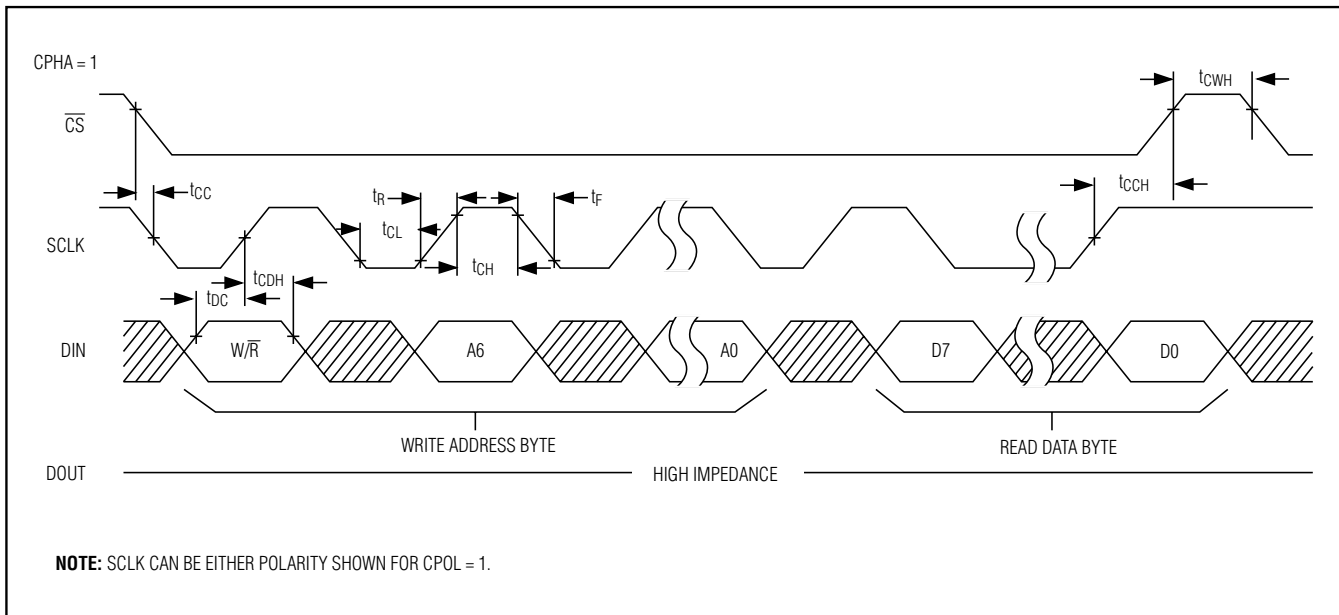 CPHA = 1
tCWH
C̅S̅
tCC
tCCH
tR
tF
tCL
SCLK
tCH
tCDH
tDC
DIN
W/R̅
A6
A0
D7
D0
WRITE ADDRESS BYTE
READ DATA BYTE
DOUT
HIGH IMPEDANCE
NOTE: SCLK CAN BE EITHER POLARITY SHOWN FOR CPOL = 1.